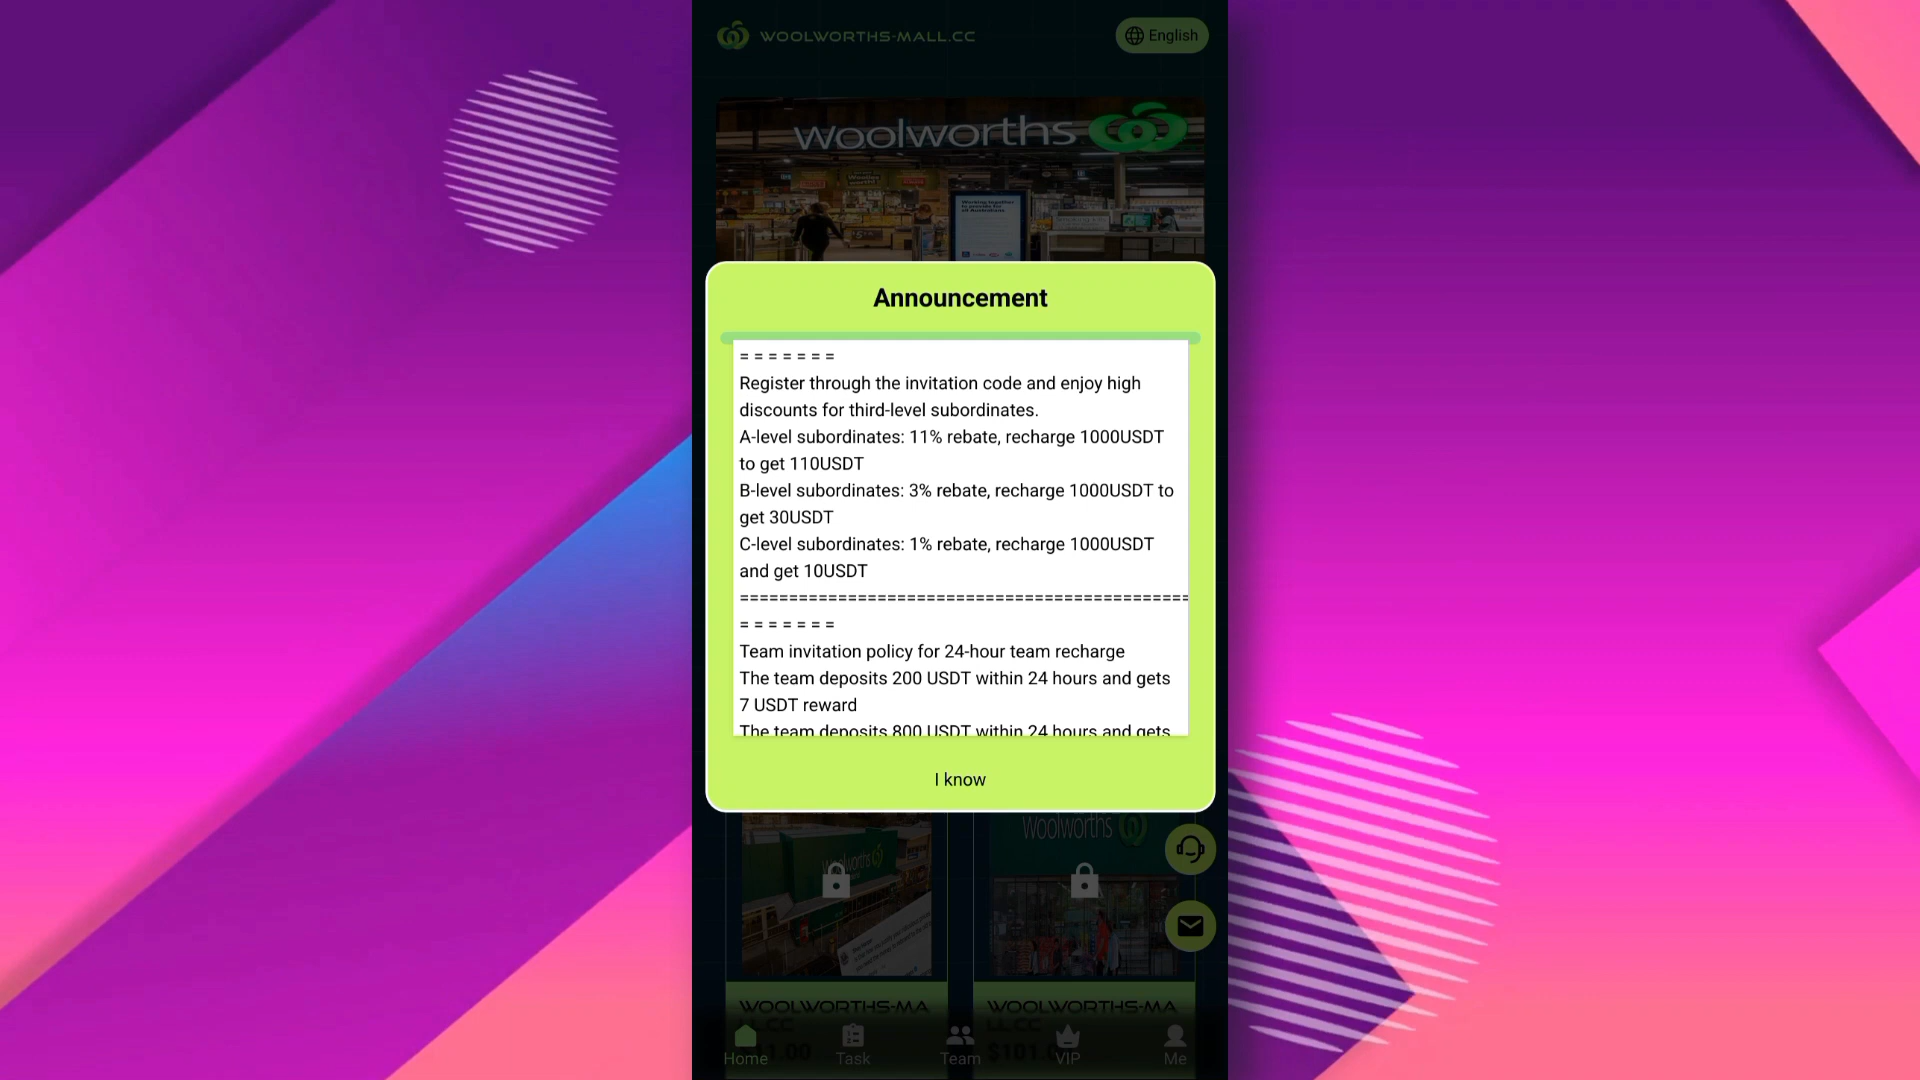 WOOLWORTHS-MALL.CC
English
woolworths
Announcement
= = = = = = =
Register through the invitation code and enjoy high
discounts for third-level subordinates.
A-level subordinates: 11% rebate, recharge 1000USDT
to get 110USDT
B-level subordinates: 3% rebate, recharge 1000USDT to
get 30USDT
C-level subordinates: 1% rebate, recharge 1000USDT
and get 10USDT
==============================================
= = = = = = =
Team invitation policy for 24-hour team recharge
The team deposits 200 USDT within 24 hours and gets
7 USDT reward
The team deposits 800 USDT within 24 hours and gets
I know
Woolworths
Woolworths
WOOLWORTHS-MA
LL.CC
WOOLWORTHS-MA
LL.CC
Home
Task
Team
VIP
Me